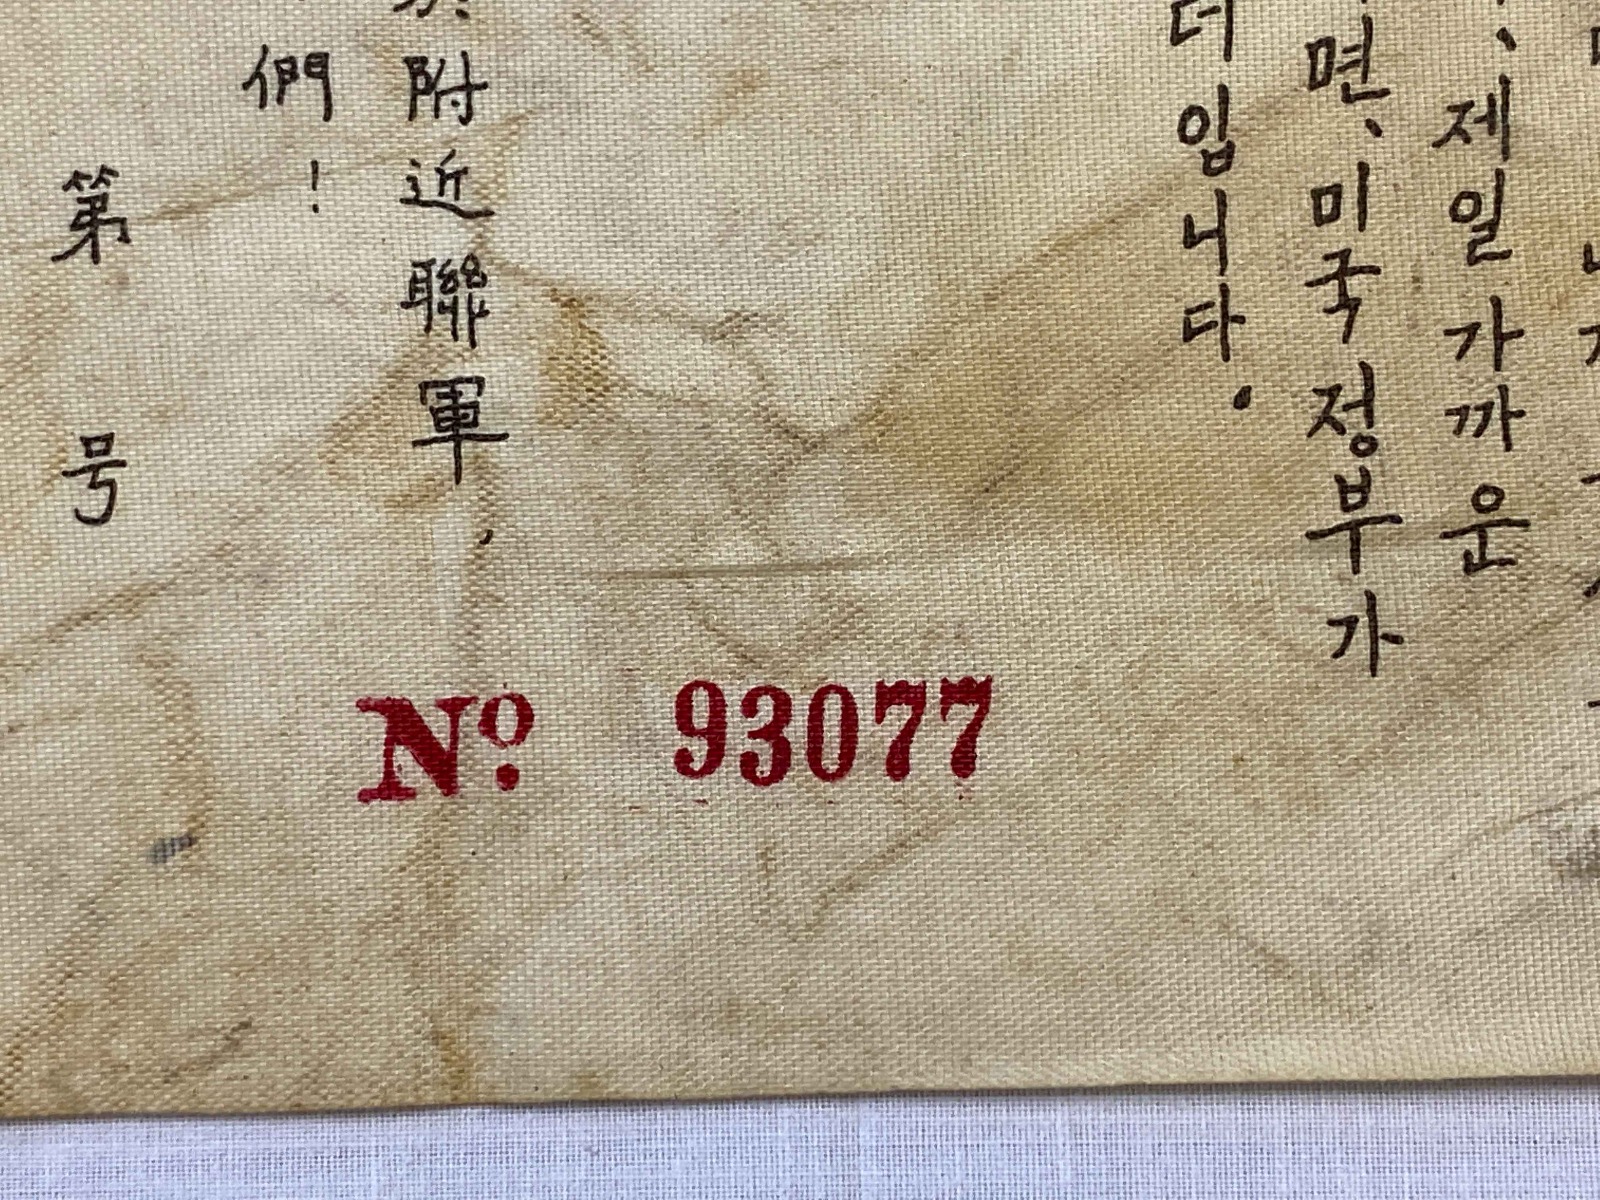 제일가까운
면、미국정부가
더입니다.
附近聯軍,
們!
第 号
Nº 93077